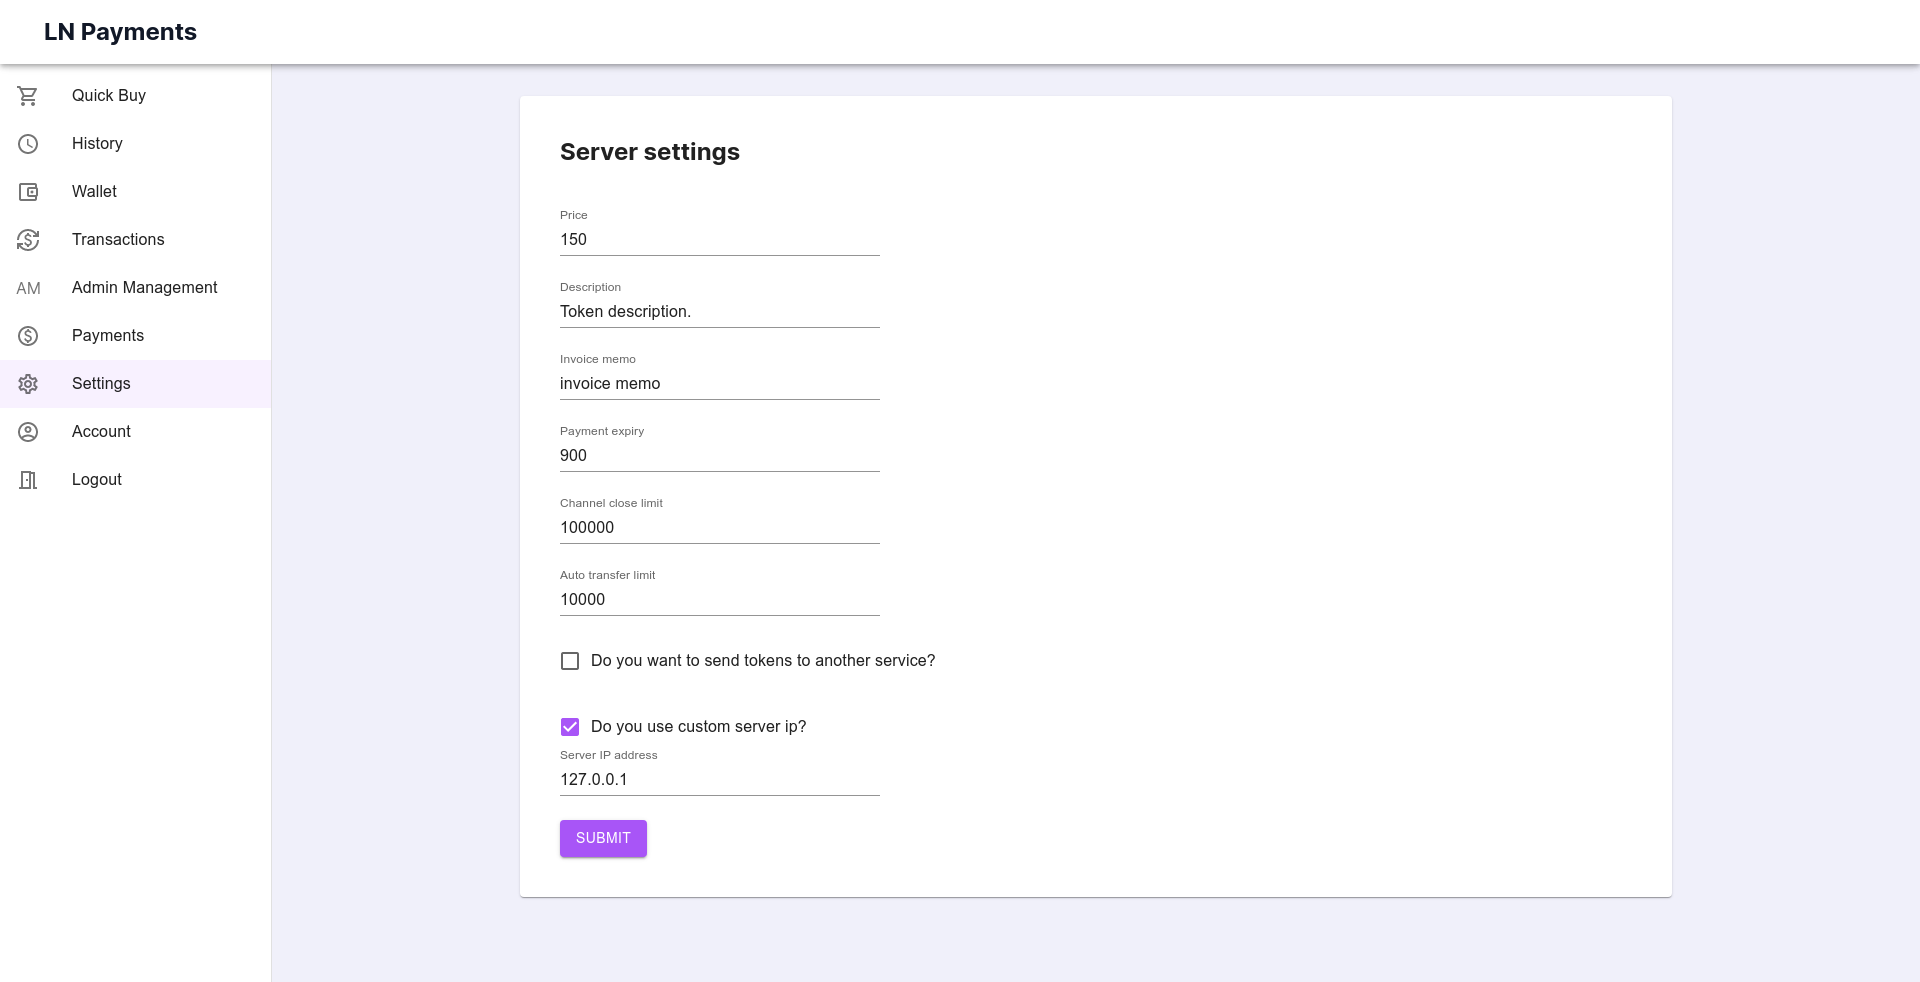 LN Payments
Quick Buy
History
Wallet
Transactions
AM Admin Management
Payments
Settings
Account
Logout
Server settings
Price
150
Description
Token description.
Invoice memo
invoice memo
Payment expiry
900
Channel close limit
100000
Auto transfer limit
10000
Do you want to send tokens to another service?
Do you use custom server ip?
Server IP address
127.0.0.1
SUBMIT